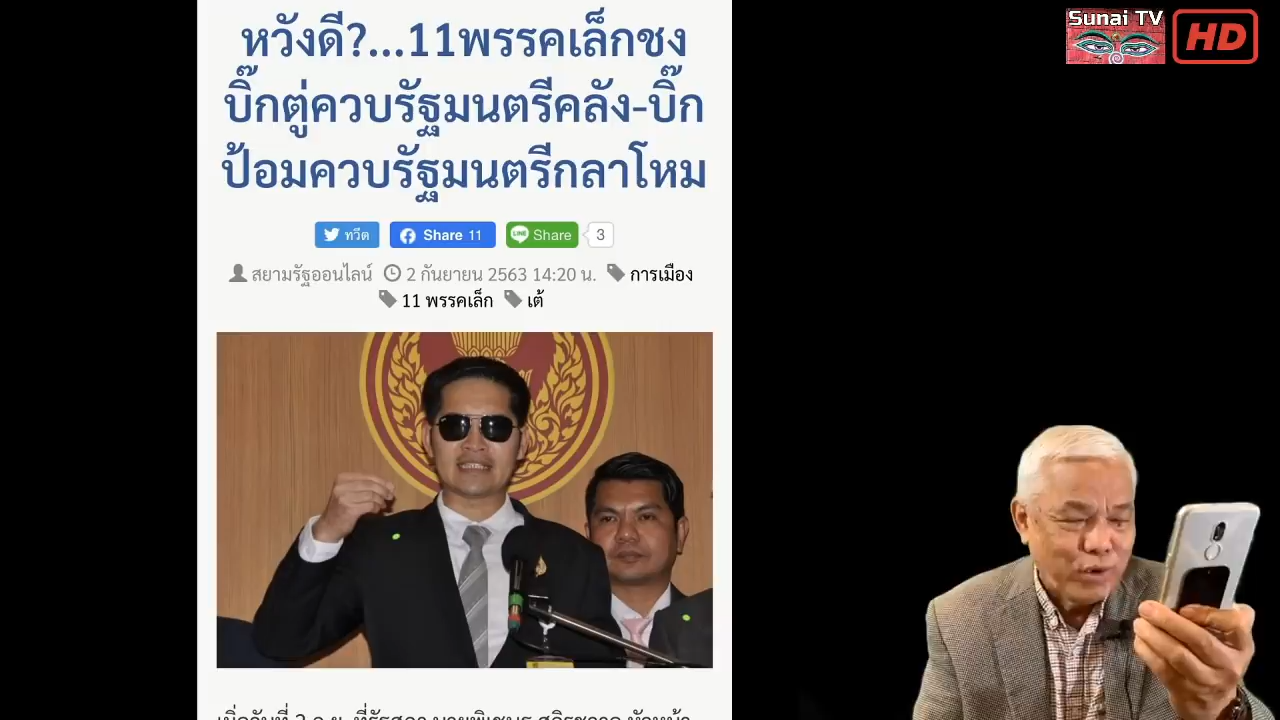 หวังดี?...11พรรคเล็กชง
บิ๊กตู่ควบรัฐมนตรีคลัง-บิ๊ก
ป้อมควบรัฐมนตรีกลาโหม
ทวีต
Share 11
LINE Share 3
สยามรัฐออนไลน์ 2 กันยายน 2563 14:20 น. การเมือง
11 พรรคเล็ก เต้
Sunai TV
HD